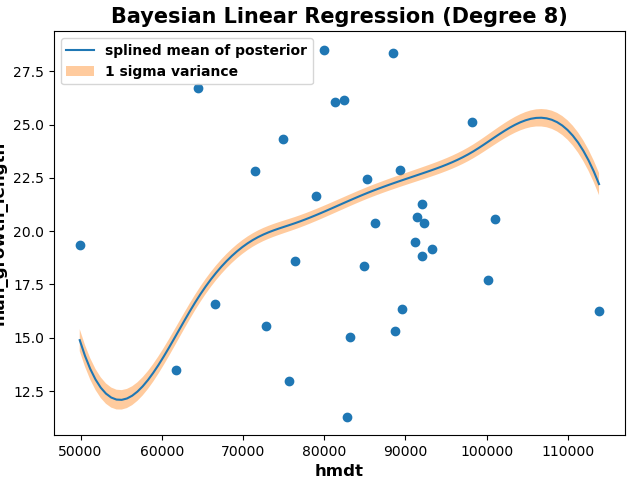 Bayesian Linear Regression (Degree 8)
splined mean of posterior
1 sigma variance
27.5
25.0
22.5
20.0
17.5
15.0
12.5
50000 60000 70000 80000 90000 100000 110000
hmdt